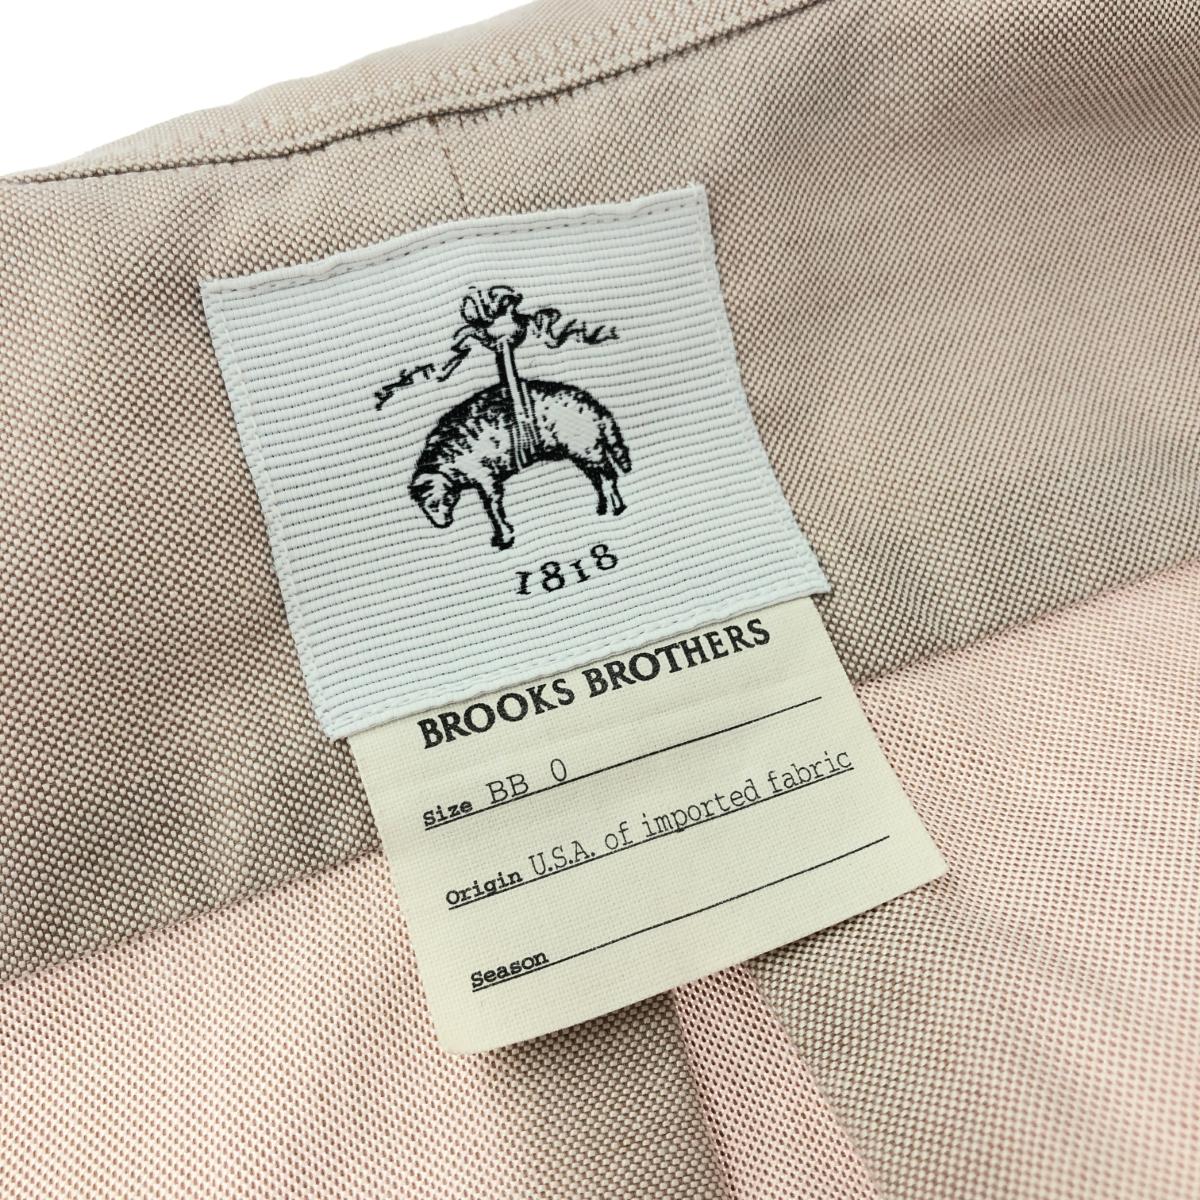 1818
BROOKS BROTHERS
Size BB 0
Origin U.S.A. of imported fabric
Season